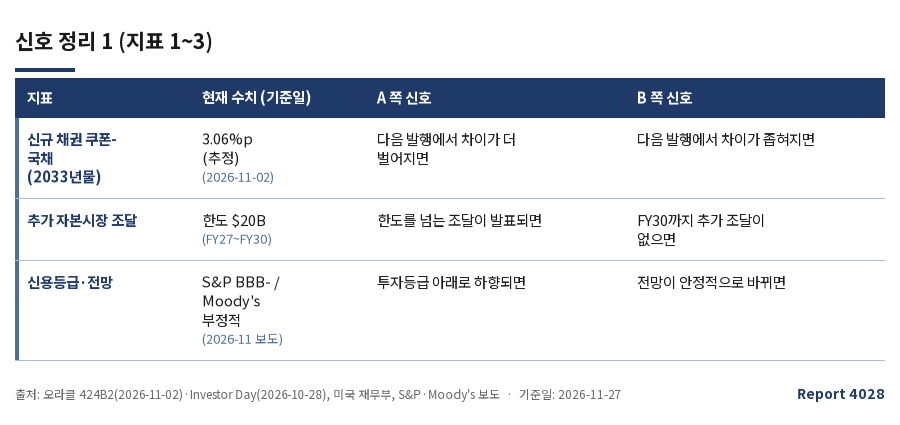 신호 정리 1 (지표 1~3)
지표 현재 수치 (기준일) A 쪽 신호 B 쪽 신호
신규 채권 쿠폰-
국채
(2033년물)
3.06%p
(추정)
(2026-11-02)
다음 발행에서 차이가 더
벌어지면
다음 발행에서 차이가 좁혀지면
추가 자본시장 조달
한도 $20B
(FY27~FY30)
한도를 넘는 조달이 발표되면
FY30까지 추가 조달이
없으면
신용등급·전망
S&P BBB- /
Moody's
부정적
(2026-11 보도)
투자등급 아래로 하향되면
전망이 안정적으로 바뀌면
출처: 오라클 424B2(2026-11-02)·Investor Day(2026-10-28), 미국 재무부, S&P·Moody's 보도 · 기준일: 2026-11-27
Report 4028